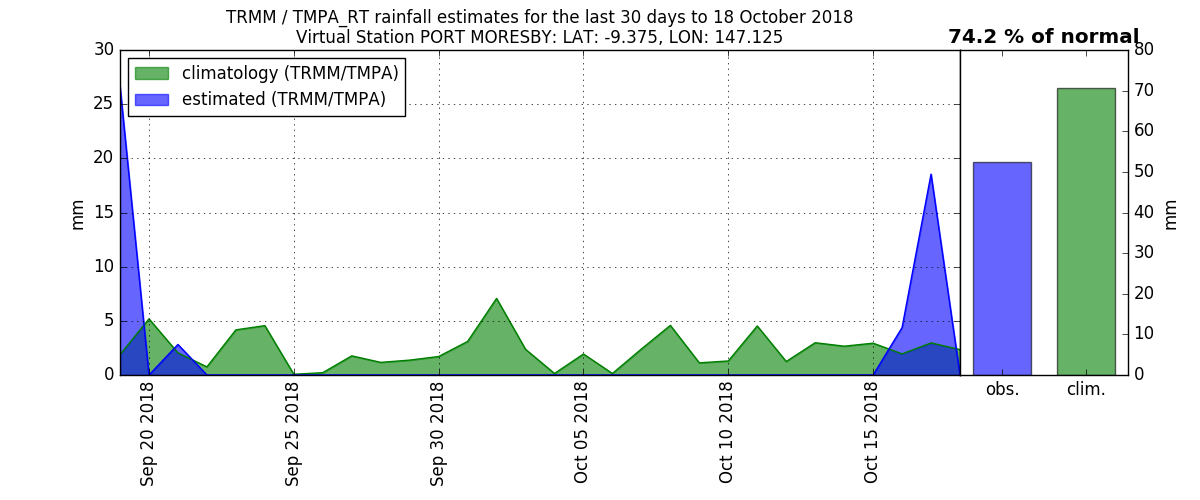 TRMM / TMPA_RT rainfall estimates for the last 30 days to 18 October 2018
Virtual Station PORT MORESBY: LAT: -9.375, LON: 147.125
74.2 % of normal
climatology (TRMM/TMPA)
estimated (TRMM/TMPA)
30
25
20
15
10
5
0
mm
Sep 20 2018
Sep 25 2018
Sep 30 2018
Oct 05 2018
Oct 10 2018
Oct 15 2018
obs.
clim.
80
70
60
50
40
30
20
10
0
mm